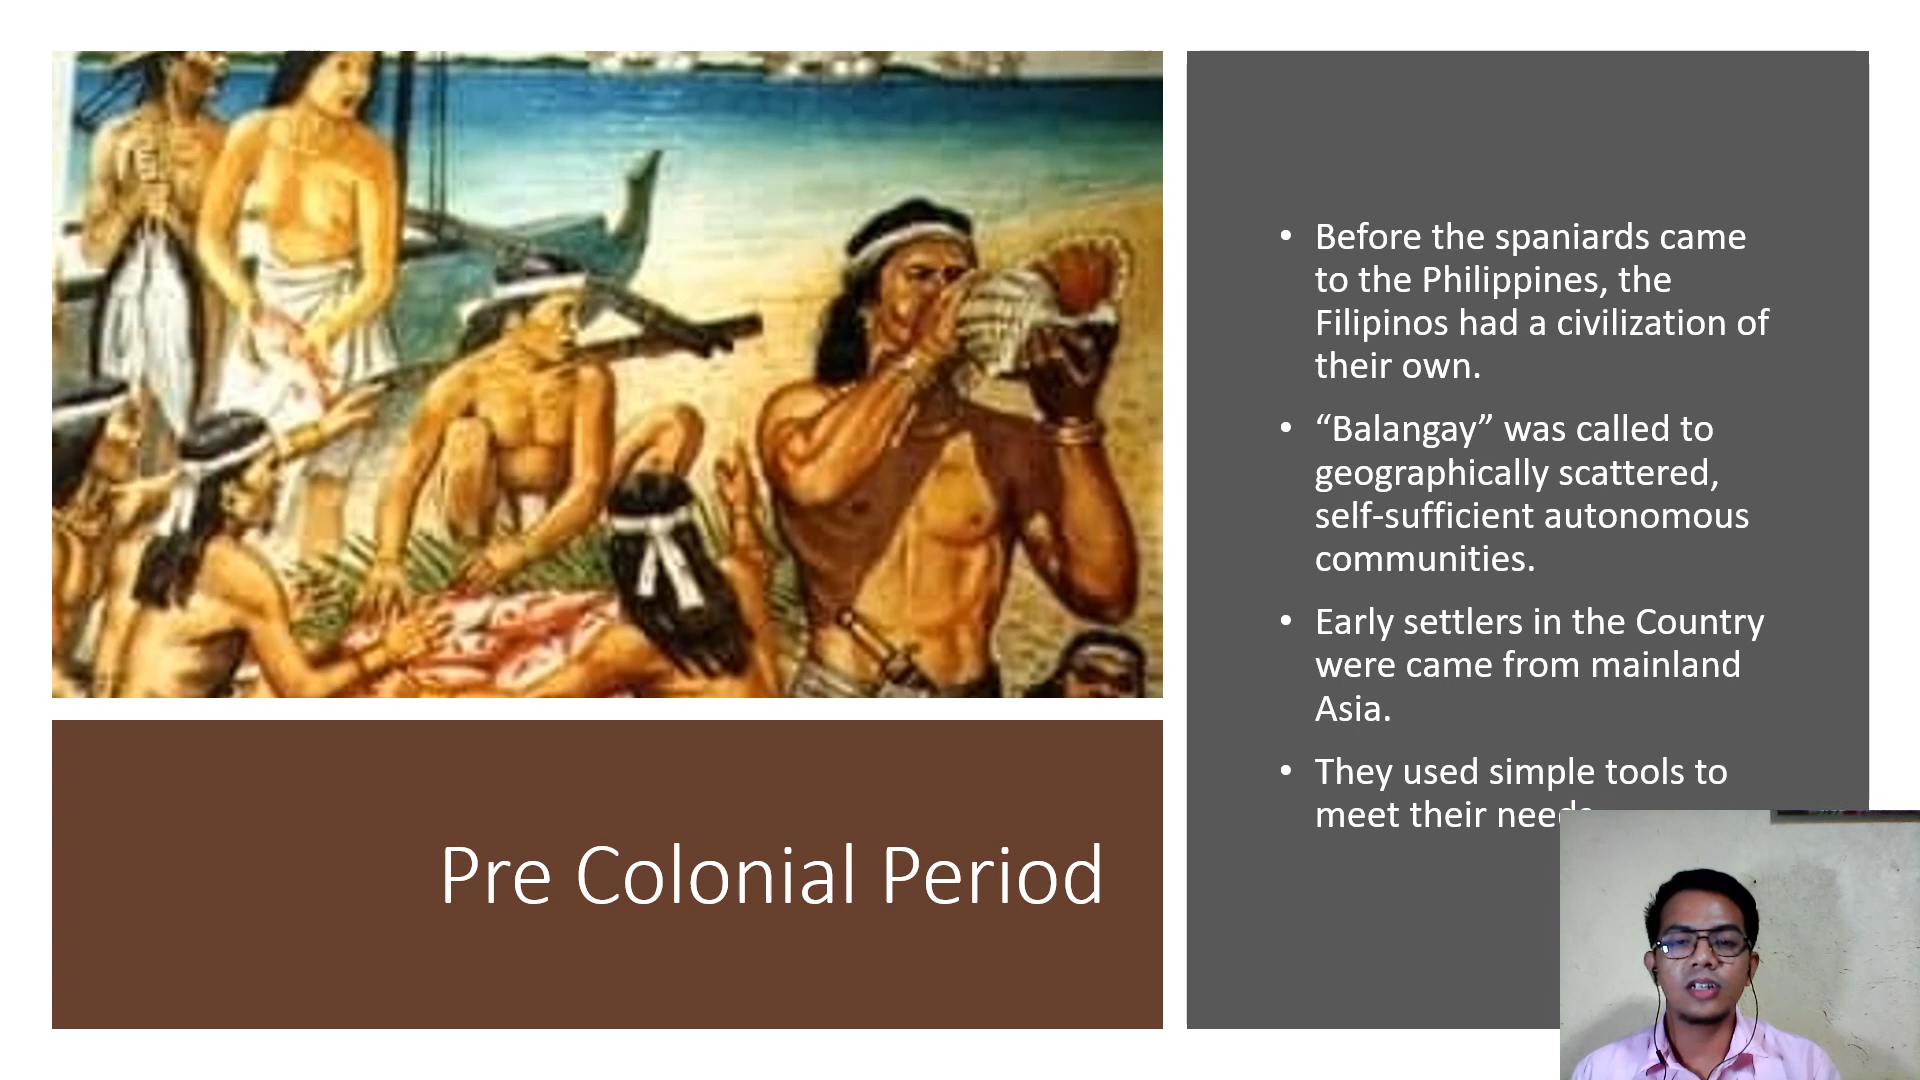 Before the spaniards came
to the Philippines, the
Filipinos had a civilization of
their own.
“Balangay” was called to
geographically scattered,
self-sufficient autonomous
communities.
Early settlers in the Country
were came from mainland
Asia.
They used simple tools to
meet their needs
Pre Colonial Period